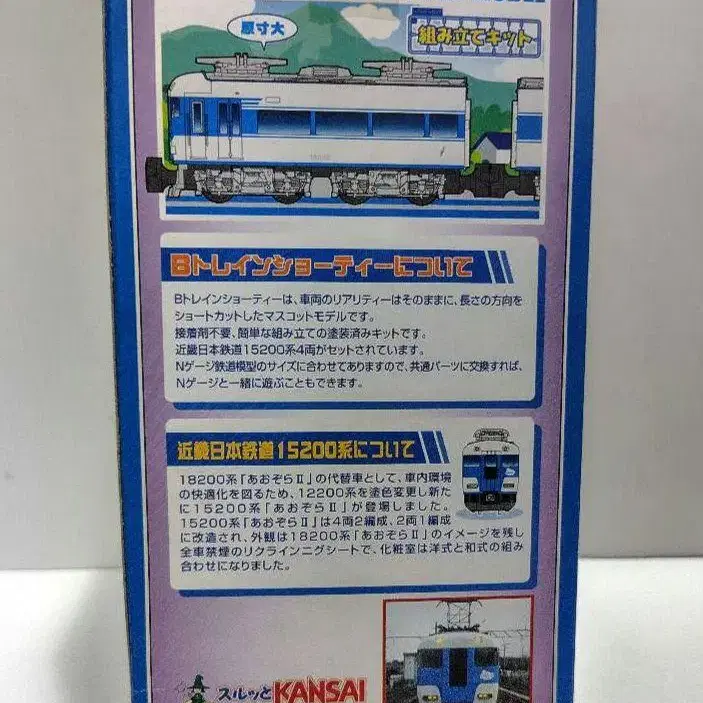 原寸大
組み立てキット
Bトレインショーティーについて
Bトレインショーティーは、車両のリアリティーはそのままに、長さの方向を
ショートカットしたマスコットモデルです。
接着剤不要、簡単な組み立ての塗装済みキットです。
近畿日本鉄道15200系4両がセットされています。
Nゲージ鉄道模型のサイズに合わせてありますので、共通パーツに交換すれば、
Nゲージと一緒に遊ぶこともできます。
近畿日本鉄道15200系について
18200系「あおぞらⅡ」の代替車として、車内環境
の快適化を図るため、12200系を塗色変更し新た
に15200系「あおぞらⅡ」が登場しました。
15200系「あおぞらⅡ」は4両2編成、2両1編成
に改造され、外観は18200系「あおぞらⅡ」のイメージを残し
全車禁煙のリクラインニグシートで、化粧室は洋式と和式の組み
合わせになりました。
スルッとKANSAI